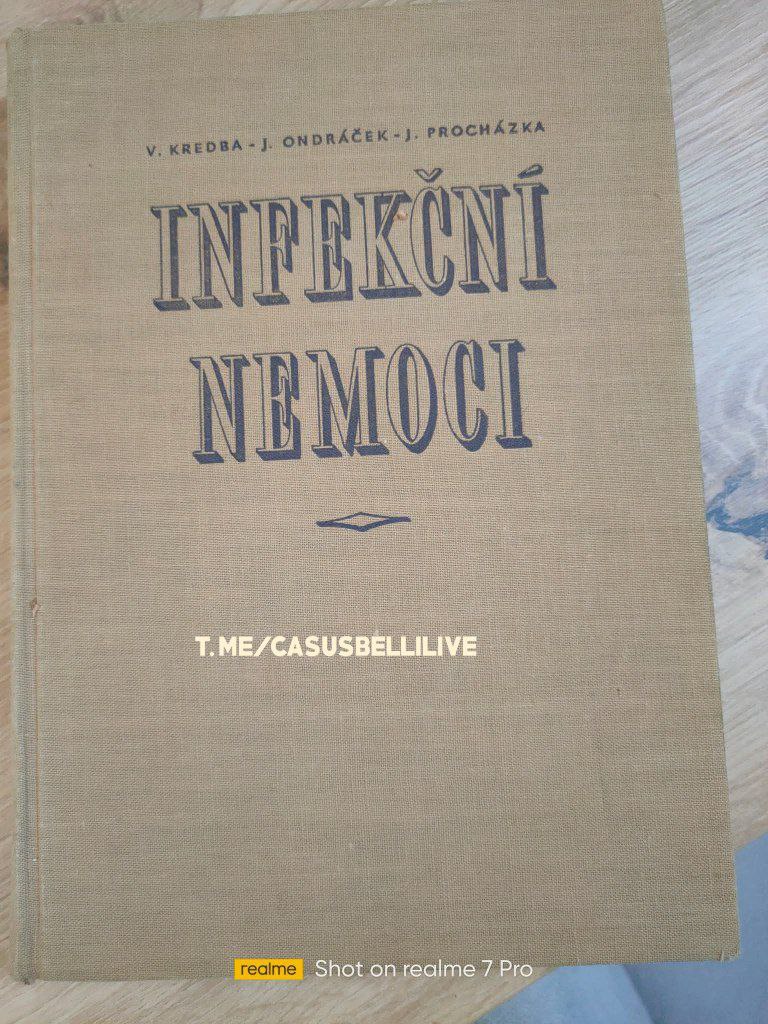 V. KREDBA - J. ONDRÁČEK - J. PROCHÁZKA
INFEKČNÍ
NEMOCI
T.ME/CASUSBELLILIVE
realme Shot on realme 7 Pro